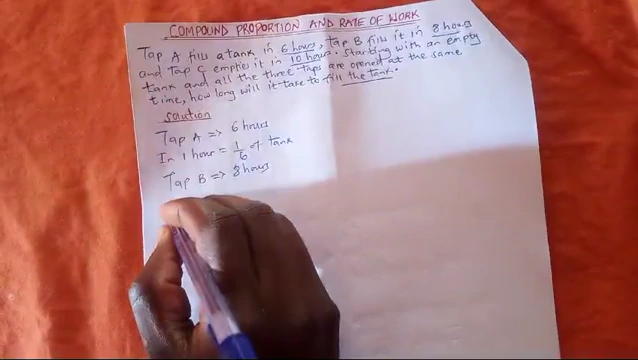 COMPOUND PROPORTION AND RATE OF WORK
Tap A fills a tank in 6 hours, Tap B fills it in 8 hours
and Tap C empties it in 10 hours. Starting with an empty
tank and all the three taps are opened at the same
time, how long will it take to fill the tank.
Solution
Tap A => 6 hours
In 1 hour = 1/6 of tank
Tap B => 8 hours